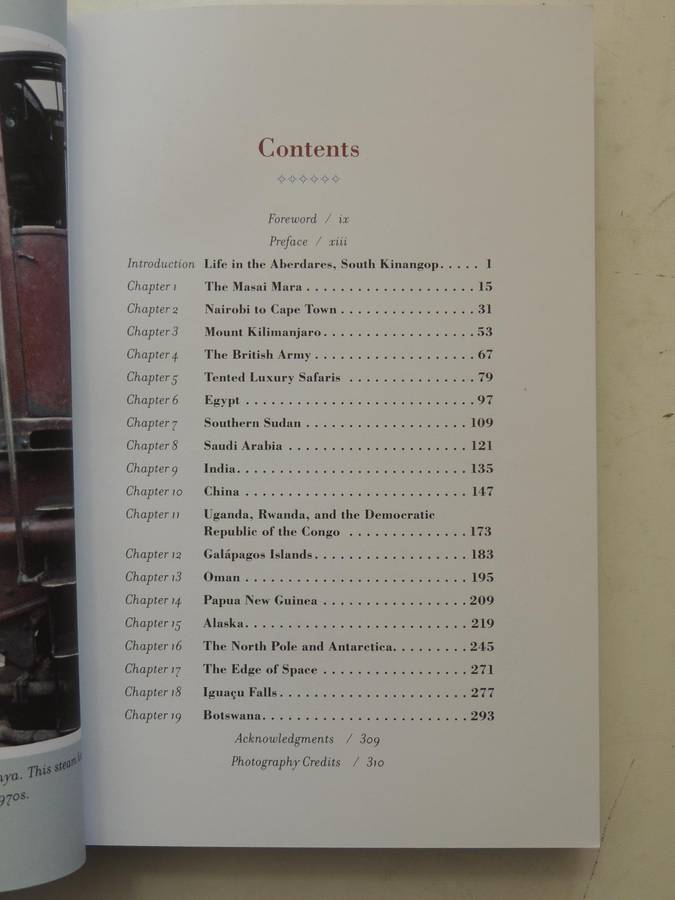 Contents
Foreword / ix
Preface / xiii
Introduction Life in the Aberdares, South Kinangop. . . . . 1
Chapter 1 The Masai Mara . . . . . . . . . . . . . . . . . . . . 15
Chapter 2 Nairobi to Cape Town . . . . . . . . . . . . . . . . 31
Chapter 3 Mount Kilimanjaro. . . . . . . . . . . . . . . . . . 53
Chapter 4 The British Army . . . . . . . . . . . . . . . . . . . 67
Chapter 5 Tented Luxury Safaris . . . . . . . . . . . . . . . 79
Chapter 6 Egypt . . . . . . . . . . . . . . . . . . . . . . . . . . . 97
Chapter 7 Southern Sudan . . . . . . . . . . . . . . . . . . . 109
Chapter 8 Saudi Arabia . . . . . . . . . . . . . . . . . . . . . 121
Chapter 9 India. . . . . . . . . . . . . . . . . . . . . . . . . . . 135
Chapter 10 China . . . . . . . . . . . . . . . . . . . . . . . . . . 147
Chapter 11 Uganda, Rwanda, and the Democratic
Republic of the Congo . . . . . . . . . . . . . . 173
Chapter 12 Galápagos Islands. . . . . . . . . . . . . . . . . . 183
Chapter 13 Oman . . . . . . . . . . . . . . . . . . . . . . . . . . 195
Chapter 14 Papua New Guinea . . . . . . . . . . . . . . . . . 209
Chapter 15 Alaska. . . . . . . . . . . . . . . . . . . . . . . . . . 219
Chapter 16 The North Pole and Antarctica. . . . . . . . . 245
Chapter 17 The Edge of Space . . . . . . . . . . . . . . . . . 271
Chapter 18 Iguaçu Falls. . . . . . . . . . . . . . . . . . . . . . 277
Chapter 19 Botswana. . . . . . . . . . . . . . . . . . . . . . . . 293
Acknowledgments / 309
Photography Credits / 310
nya. This steam
970s.